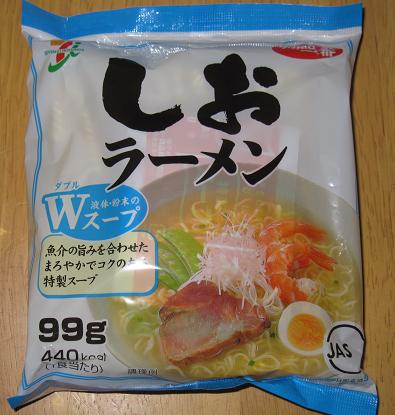 しお
ラーメン
ダブル
W液体・粉末の
スープ
魚介の旨みを合わせた
まろやかでコクのある
特製スープ
99g
440kcal
(1食当たり)
調理例
JAS